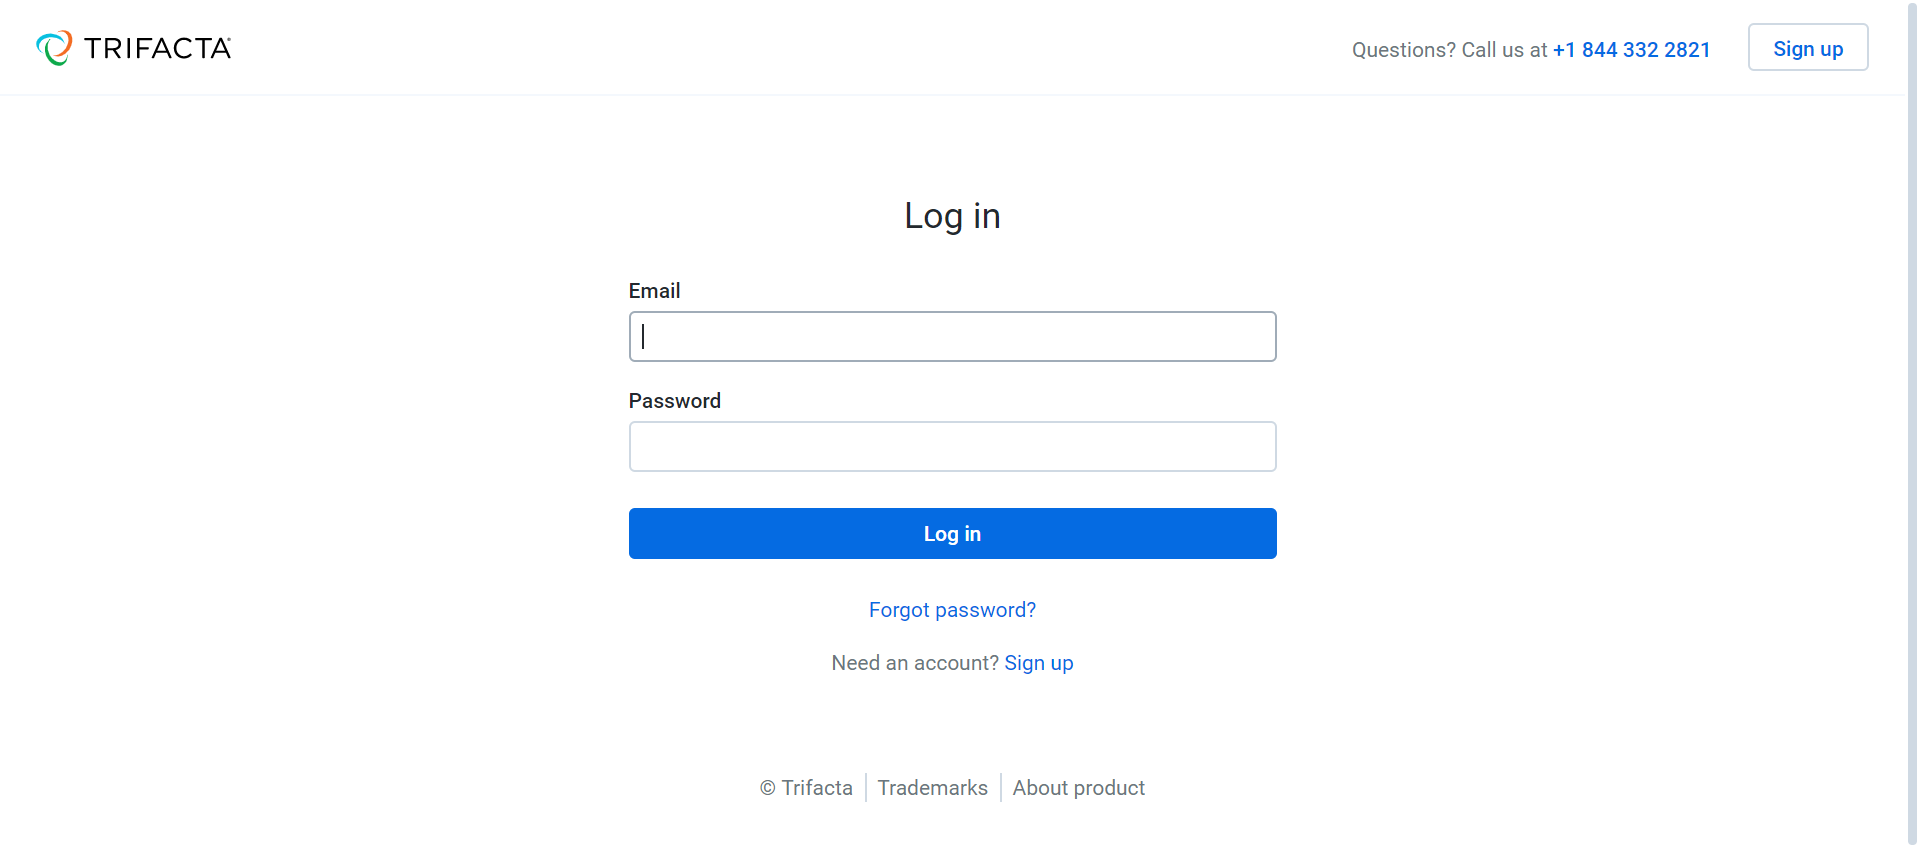 TRIFACTA
Questions? Call us at +1 844 332 2821
Sign up
Log in
Email
Password
Log in
Forgot password?
Need an account? Sign up
© Trifacta
Trademarks
About product